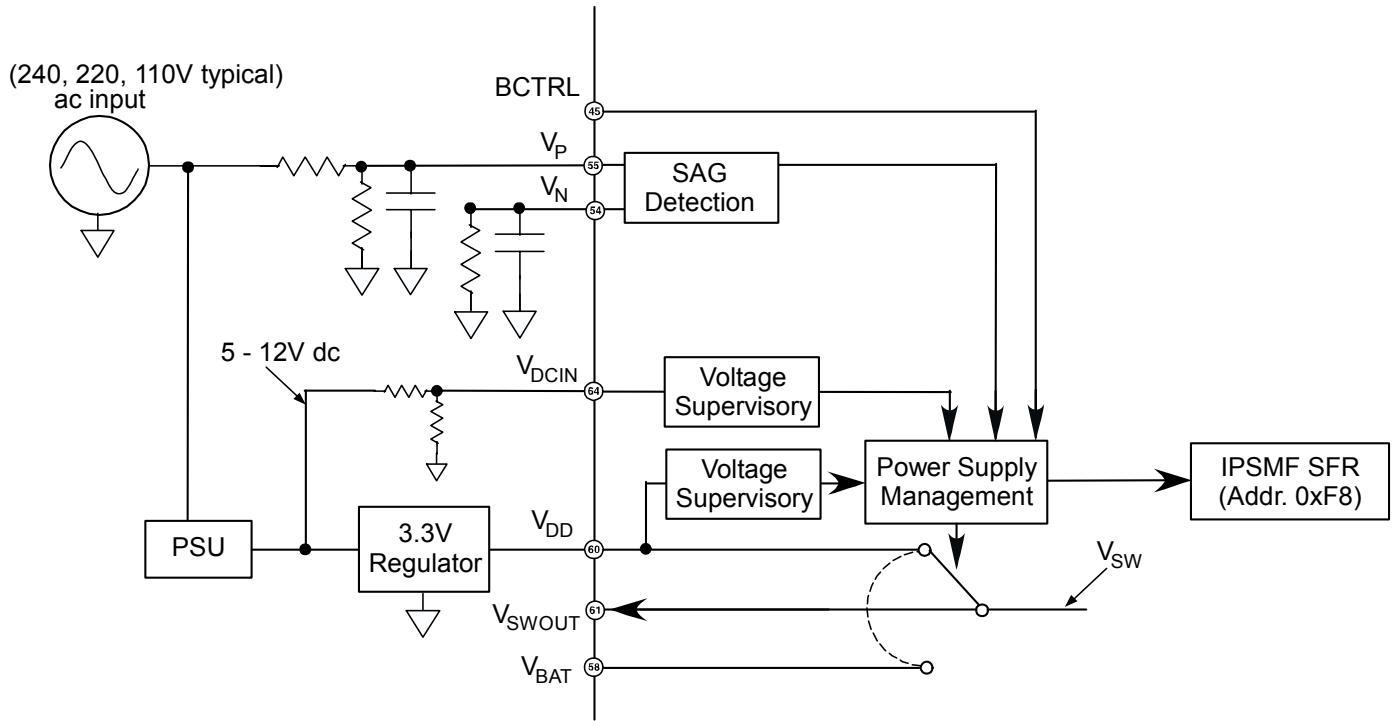 (240, 220, 110V typical)
ac input
BCTRL
45
VP
55
SAG
Detection
VN
54
5 - 12V dc
VDCIN
64
Voltage
Supervisory
Voltage
Supervisory
Power Supply
Management
IPSMF SFR
(Addr. 0xF8)
PSU
3.3V
Regulator
VDD
60
VSW
VSWOUT
61
VBAT
58